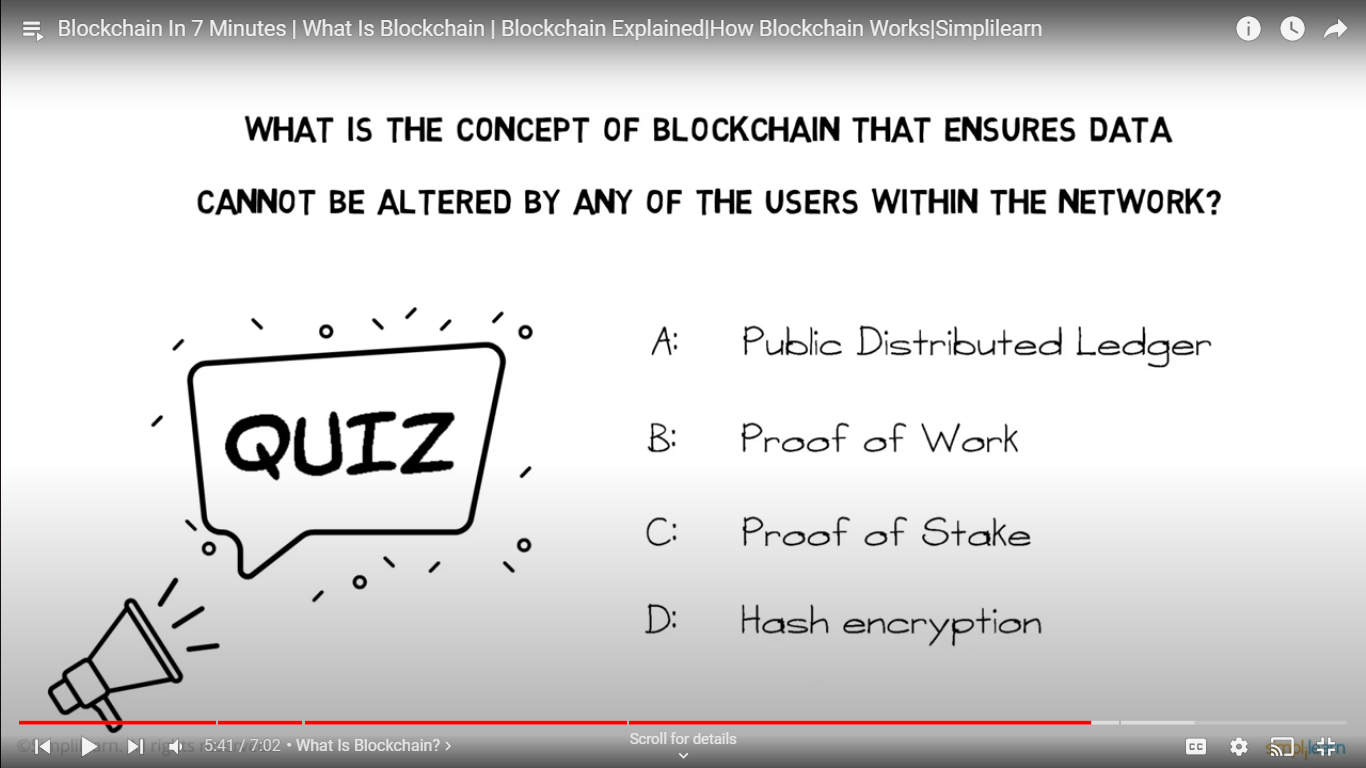 Blockchain In 7 Minutes | What Is Blockchain | Blockchain Explained|How Blockchain Works|Simplilearn
WHAT IS THE CONCEPT OF BLOCKCHAIN THAT ENSURES DATA
CANNOT BE ALTERED BY ANY OF THE USERS WITHIN THE NETWORK?
QUIZ
A: Public Distributed Ledger
B: Proof of Work
C: Proof of Stake
D: Hash encryption
5:41 / 7:02 • What Is Blockchain? >
Scroll for details
CC